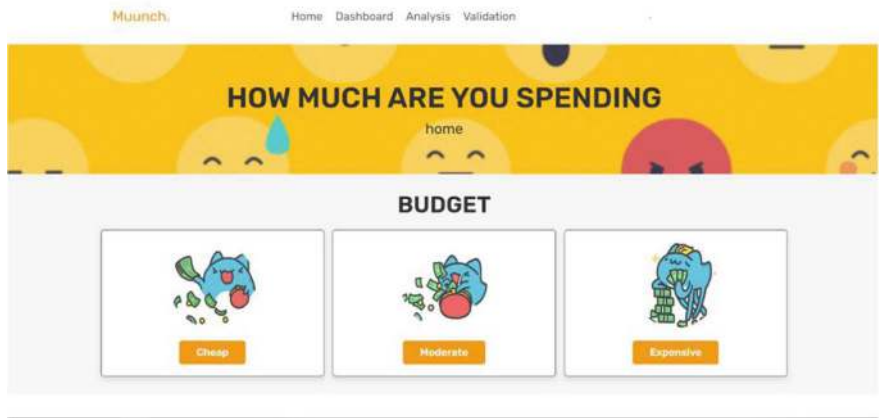 Muunch.
Home Dashboard Analysis Validation
HOW MUCH ARE YOU SPENDING
home
BUDGET
Cheap
Moderate
Expensive